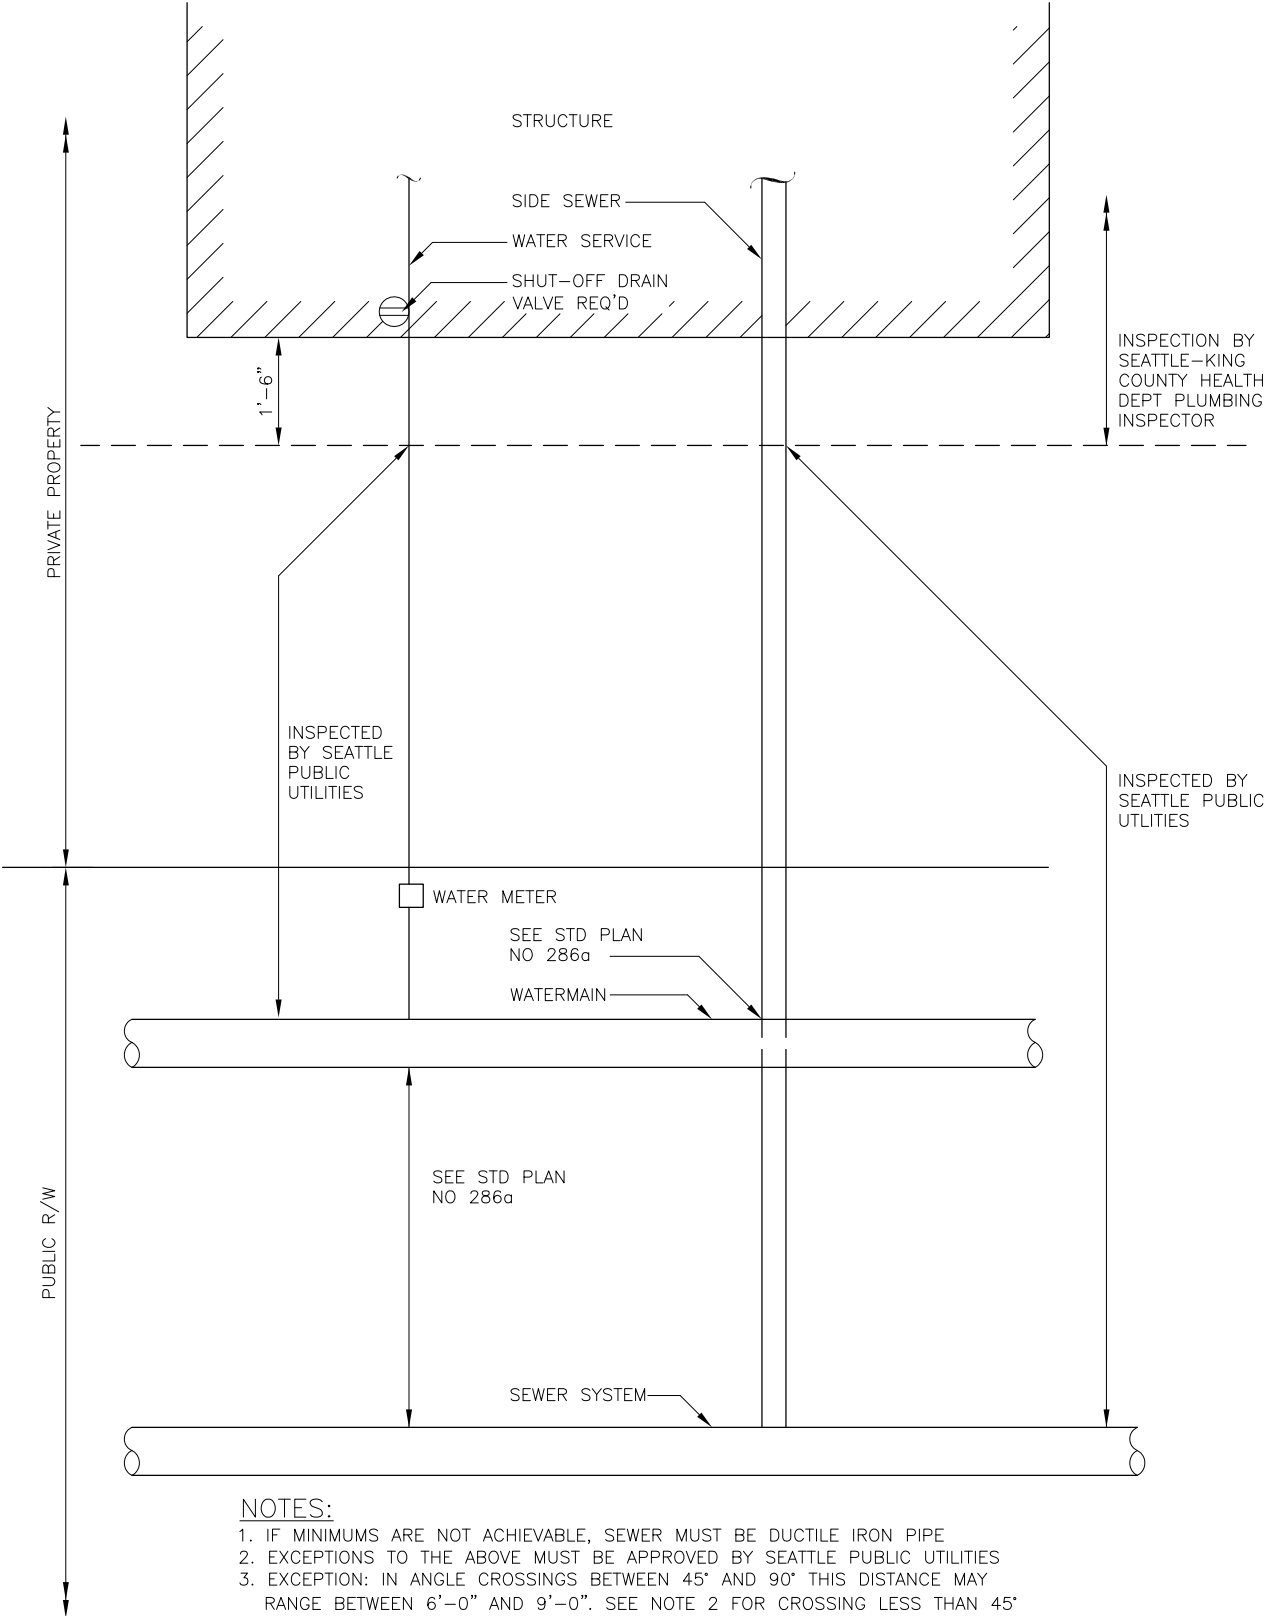 STRUCTURE
SIDE SEWER
WATER SERVICE
SHUT-OFF DRAIN
VALVE REQ'D
1'-6"
INSPECTION BY
SEATTLE-KING
COUNTY HEALTH
DEPT PLUMBING
INSPECTOR
PRIVATE PROPERTY
INSPECTED
BY SEATTLE
PUBLIC
UTILITIES
INSPECTED BY
SEATTLE PUBLIC
UTLITIES
WATER METER
SEE STD PLAN
NO 286a
WATERMAIN
SEE STD PLAN
NO 286a
PUBLIC R/W
SEWER SYSTEM
NOTES:
1. IF MINIMUMS ARE NOT ACHIEVABLE, SEWER MUST BE DUCTILE IRON PIPE
2. EXCEPTIONS TO THE ABOVE MUST BE APPROVED BY SEATTLE PUBLIC UTILITIES
3. EXCEPTION: IN ANGLE CROSSINGS BETWEEN 45° AND 90° THIS DISTANCE MAY
RANGE BETWEEN 6'-0" AND 9'-0". SEE NOTE 2 FOR CROSSING LESS THAN 45°